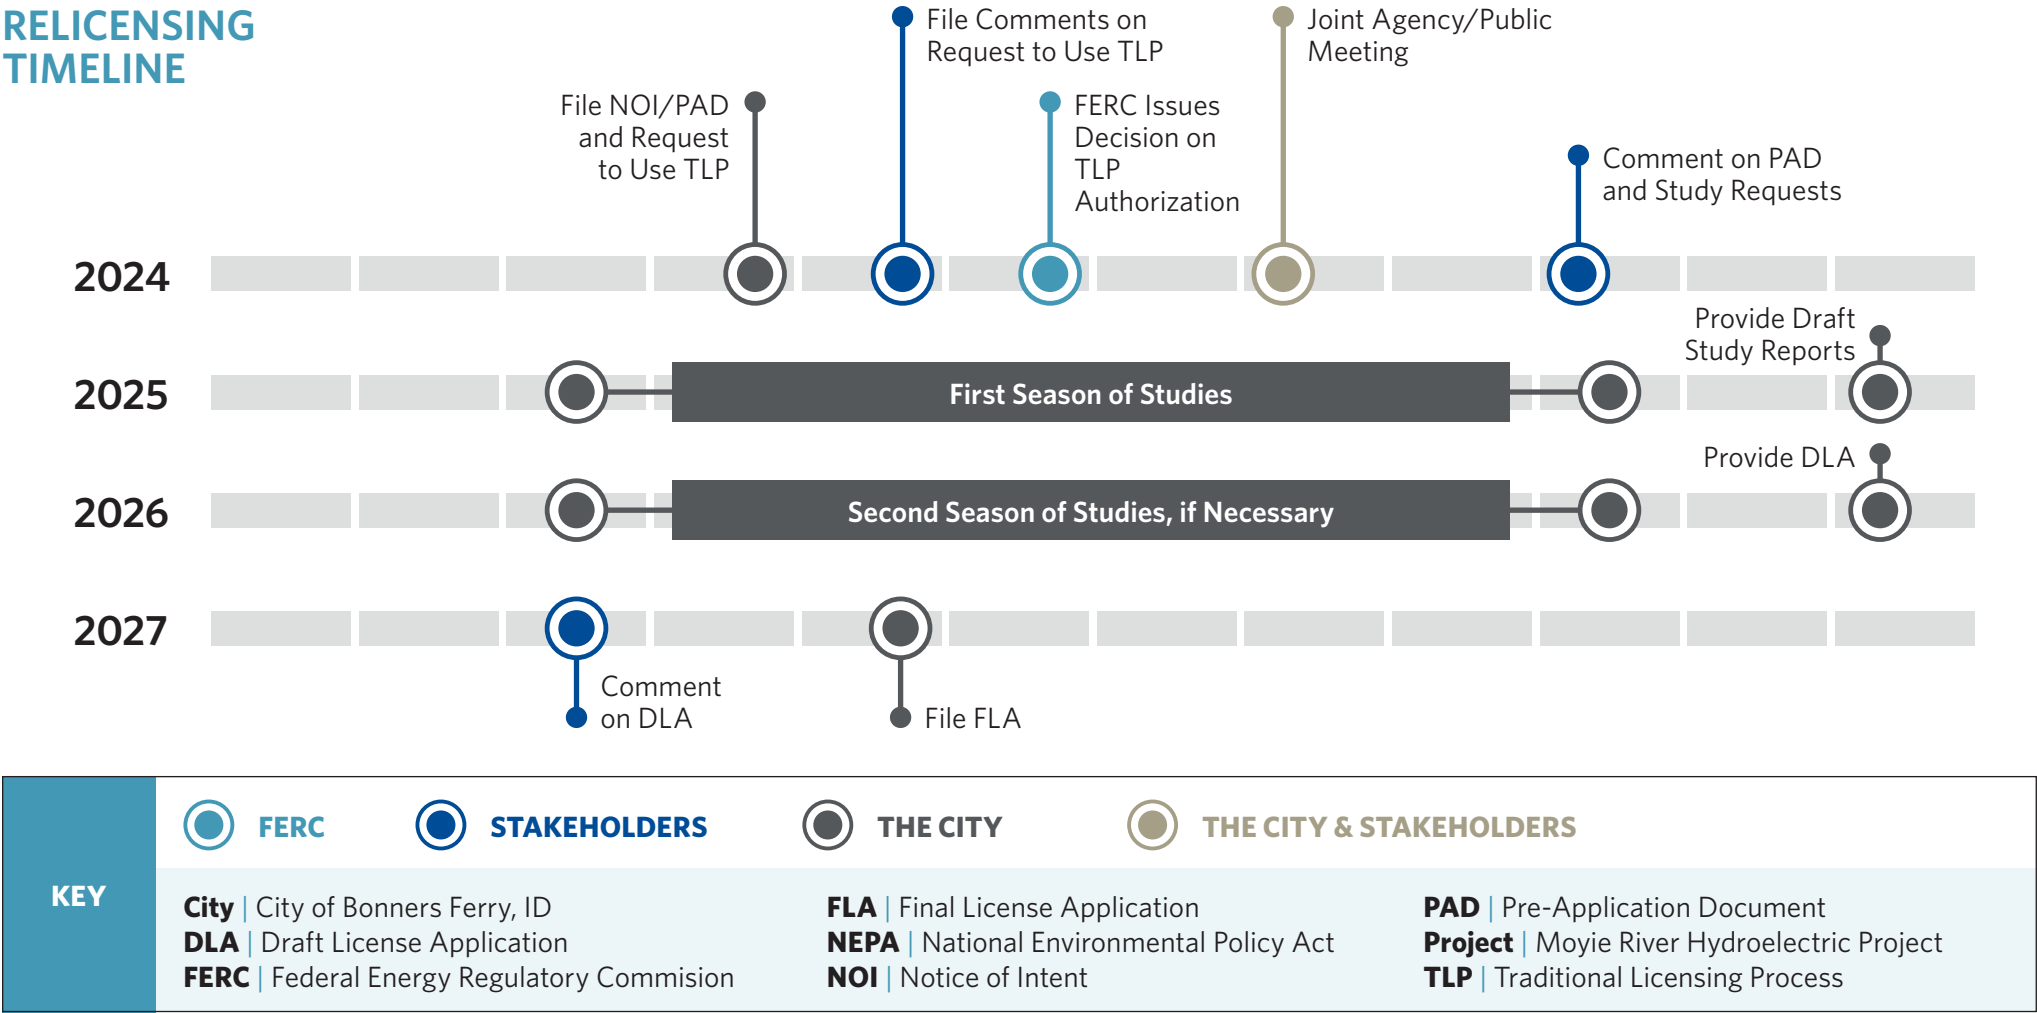 RELICENSING
TIMELINE
File Comments on
Request to Use TLP
Joint Agency/Public
Meeting
File NOI/PAD
and Request
to Use TLP
FERC Issues
Decision on
TLP
Authorization
Comment on PAD
and Study Requests
2024
Provide Draft
Study Reports
2025
First Season of Studies
Provide DLA
2026
Second Season of Studies, if Necessary
2027
Comment
on DLA
File FLA
KEY
FERC
STAKEHOLDERS
THE CITY
THE CITY & STAKEHOLDERS
City | City of Bonners Ferry, ID
DLA | Draft License Application
FERC | Federal Energy Regulatory Commision
FLA | Final License Application
NEPA | National Environmental Policy Act
NOI | Notice of Intent
PAD | Pre-Application Document
Project | Moyie River Hydroelectric Project
TLP | Traditional Licensing Process